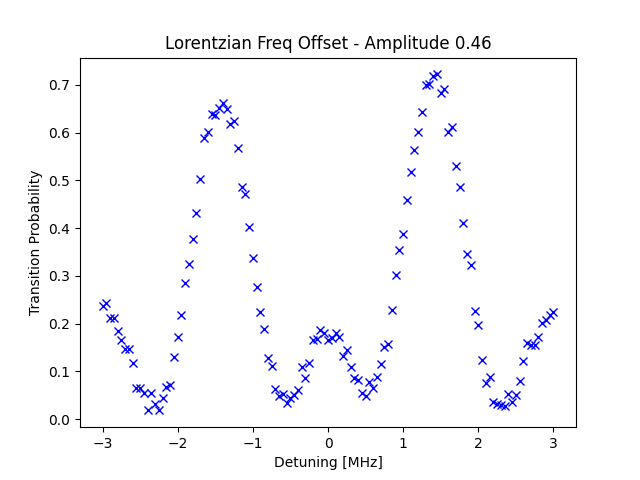 Lorentzian Freq Offset - Amplitude 0.46
Transition Probability
0.7
0.6
0.5
0.4
0.3
0.2
0.1
0.0
−3 −2 −1 0 1 2 3
Detuning [MHz]